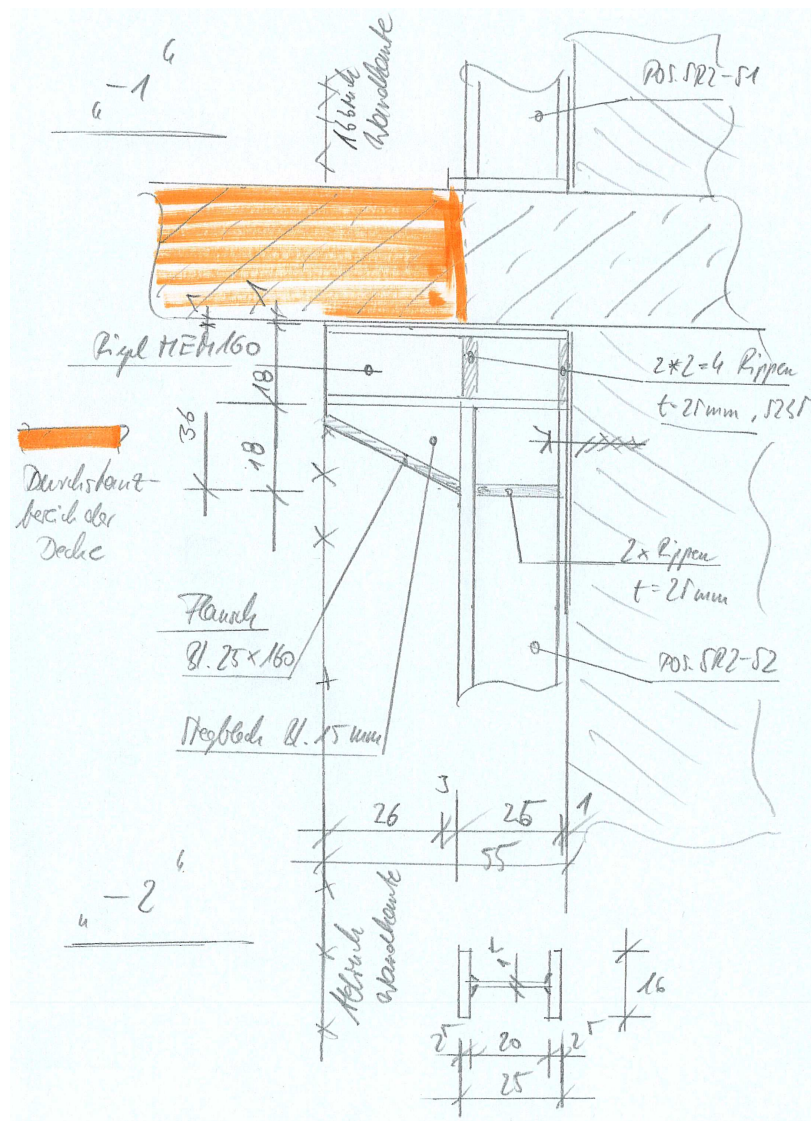 „-1“
Abbruch
Wandkante
POS. SR2-S1
1
Riegel HEM160
18
36
18
2*2=4 Rippen
t=25mm, S235
Durchstanz-
bereich der
Decke
2x Rippen
t=25mm
Flansch
Bl. 25x160
POS. SR2-S2
Stegblech Bl. 15mm
3
26
25
1
55
„-2“
Abbruch
Wandkante
1⁵
16
2⁵
20
2⁵
25